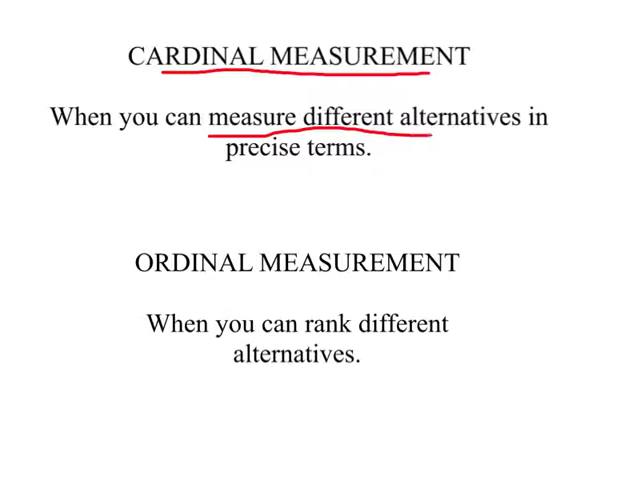 CARDINAL MEASUREMENT
When you can measure different alternatives in
precise terms.
ORDINAL MEASUREMENT
When you can rank different
alternatives.